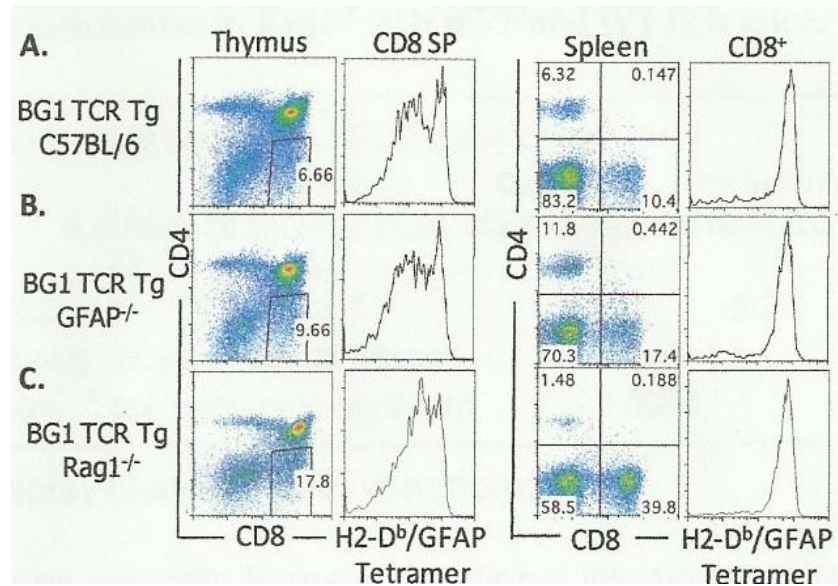 A.
Thymus
CD8 SP
Spleen
CD8⁺
BG1 TCR Tg
C57BL/6
6.66
6.32
0.147
83.2
10.4
B.
BG1 TCR Tg
GFAP⁻/⁻
9.66
11.8
0.442
70.3
17.4
C.
BG1 TCR Tg
Rag1⁻/⁻
17.8
1.48
0.188
58.5
39.8
CD4
CD4
CD8
H2-Dᵇ/GFAP
Tetramer
CD8
H2-Dᵇ/GFAP
Tetramer